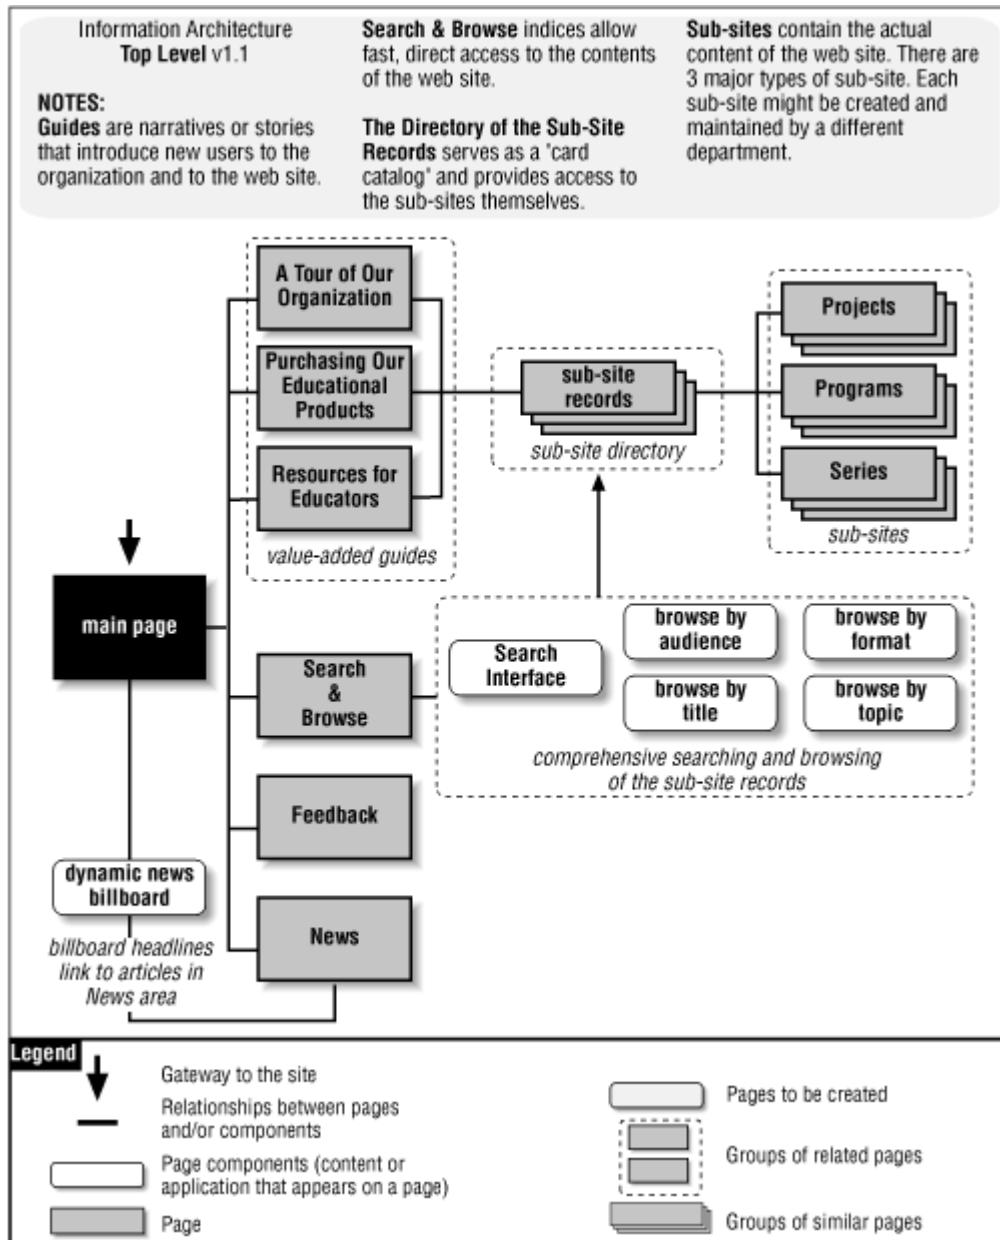 Information Architecture
Top Level v1.1
NOTES:
Guides are narratives or stories
that introduce new users to the
organization and to the web site.
Search & Browse indices allow
fast, direct access to the contents
of the web site.
The Directory of the Sub-Site
Records serves as a "card
catalog" and provides access to
the sub-sites themselves.
Sub-sites contain the actual
content of the web site. There are
3 major types of sub-site. Each
sub-site might be created and
maintained by a different
department.
A Tour of Our
Organization
Purchasing Our
Educational
Products
Resources for
Educators
value-added guides
sub-site
records
sub-site directory
Projects
Programs
Series
sub-sites
main page
Search
&
Browse
Search
Interface
browse by
audience
browse by
format
browse by
title
browse by
topic
comprehensive searching and browsing
of the sub-site records
Feedback
dynamic news
billboard
billboard headlines
link to articles in
News area
News
Legend
Gateway to the site
Relationships between pages
and/or components
Page components (content or
application that appears on a page)
Page
Pages to be created
Groups of related pages
Groups of similar pages